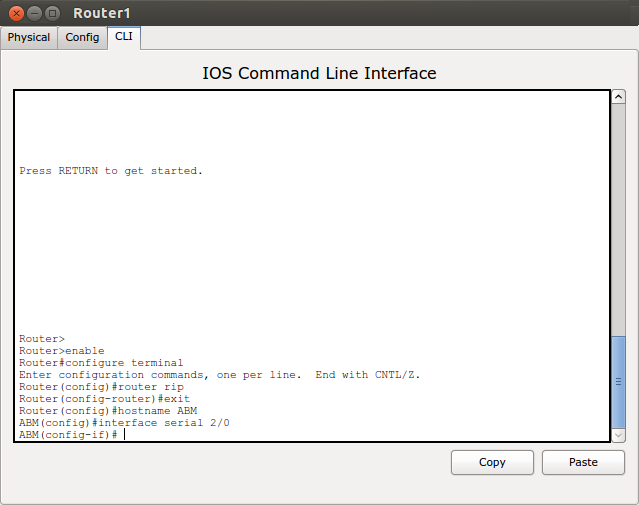 Router1
Physical Config CLI
IOS Command Line Interface
Press RETURN to get started.
Router>
Router>enable
Router#configure terminal
Enter configuration commands, one per line.  End with CNTL/Z.
Router(config)#router rip
Router(config-router)#exit
Router(config)#hostname ABM
ABM(config)#interface serial 2/0
ABM(config-if)#
Copy Paste